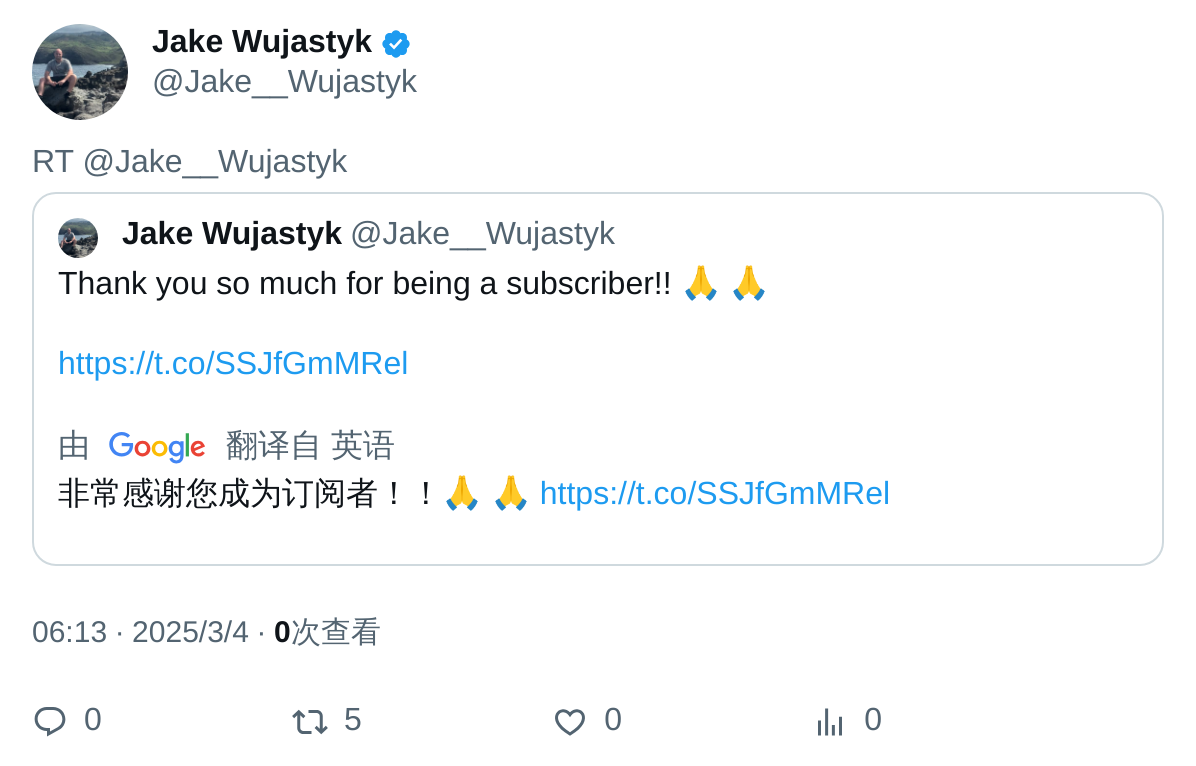 Jake Wujastyk
@Jake__Wujastyk
RT @Jake__Wujastyk
Jake Wujastyk @Jake__Wujastyk
Thank you so much for being a subscriber!! 🙏 🙏
https://t.co/SSJfGmMRel
由 Google 翻译自 英语
非常感谢您成为订阅者！！🙏 🙏 https://t.co/SSJfGmMRel
06:13 · 2025/3/4 · 0次查看
0 5 0 0